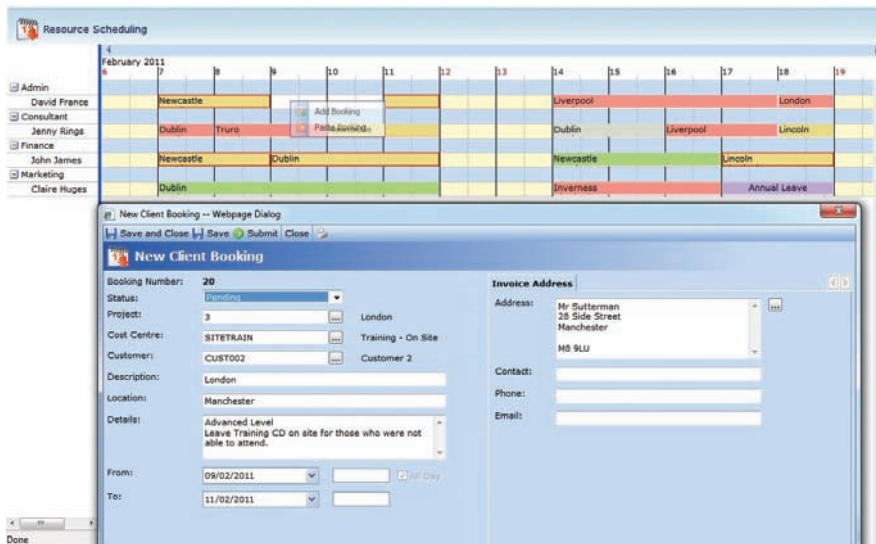 Resource Scheduling
February 2011
6 7 8 9 10 11 12 13 14 15 16 17 18 19
Admin
David France Newcastle Liverpool London
Add Booking
Consultant
Jenny Rings Dublin Truro Paste Booking Dublin Liverpool Lincoln
Finance
John James Newcastle Dublin Newcastle Lincoln
Marketing
Claire Huges Dublin Inverness Annual Leave
New Client Booking -- Webpage Dialog
Save and Close Save Submit Close
New Client Booking
Booking Number: 20
Status: Pending
Project: 3 ... London
Cost Centre: SITETRAIN ... Training - On Site
Customer: CUST002 ... Customer 2
Description: London
Location: Manchester
Details: Advanced Level
Leave Training CD on site for those who were not
able to attend.
From: 09/02/2011 All Day
To: 11/02/2011
Invoice Address
Address: Mr Sutterman ...
28 Side Street
Manchester
M8 9LU
Contact:
Phone:
Email:
Done